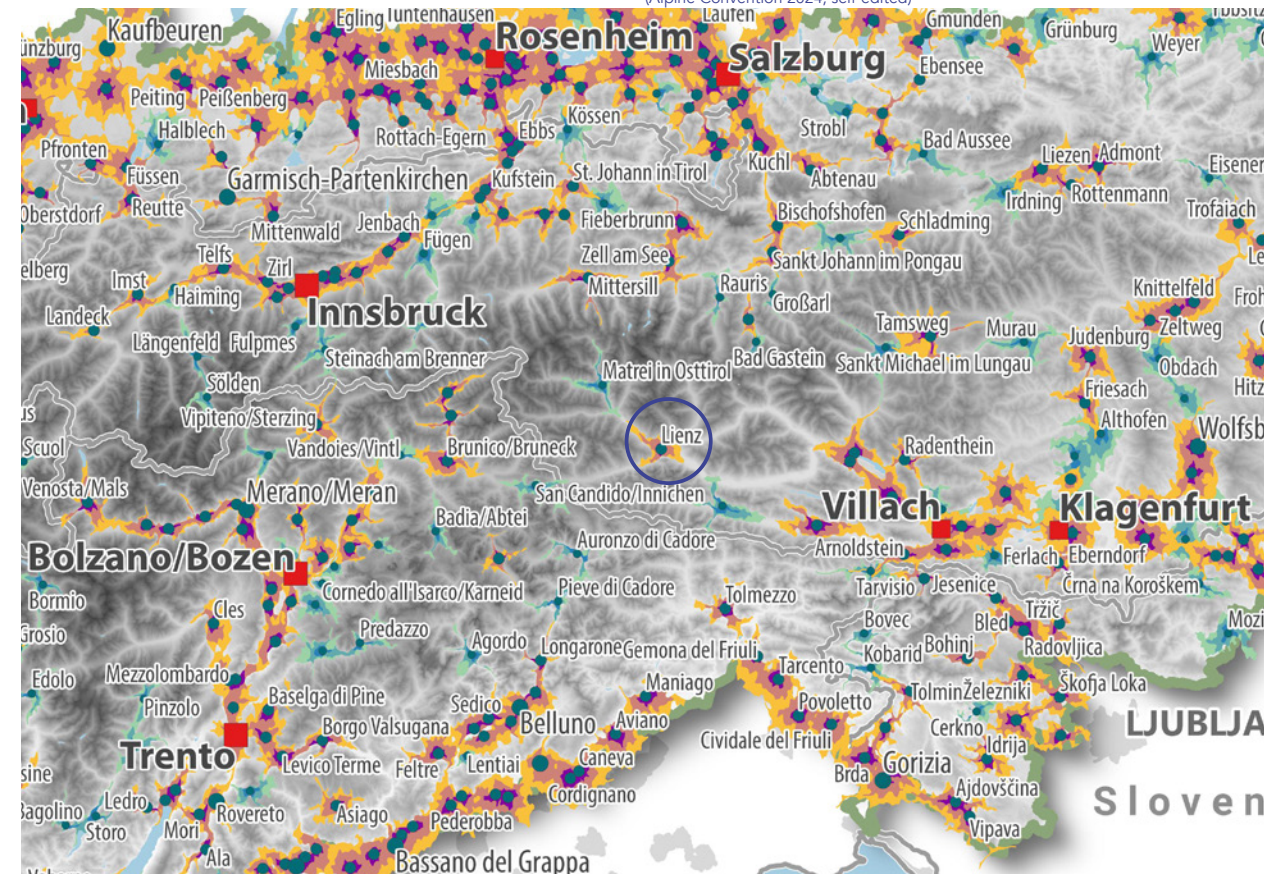 (Alpine Convention 2024, self edited)
Kaufbeuren
Egling
Tuntenhausen
Laufen
Gmunden
Grünburg
Rosenheim
Weyer
Salzburg
Ebensee
Miesbach
Peiting
Peißenberg
Kössen
Halblech
Rottach-Egern
Ebbs
Strobl
Bad Aussee
Pfronten
Liezen
Admont
Füssen
Garmisch-Partenkirchen
Kufstein
St. Johann in Tirol
Kuchl
Abtenau
Irdning
Rottenmann
Oberstdorf
Reutte
Mittenwald
Jenbach
Fügen
Fieberbrunn
Bischofshofen
Schladming
Trofaiach
Telfs
Zirl
Zell am See
Sankt Johann im Pongau
Imst
Haiming
Mittersill
Rauris
Großarl
Knittelfeld
Landeck
Innsbruck
Tamsweg
Murau
Judenburg
Zeltweg
Längenfeld
Fulpmes
Steinach am Brenner
Matrei in Osttirol
Bad Gastein
Sankt Michael im Lungau
Obdach
Sölden
Friesach
Vipiteno/Sterzing
Althofen
Scuol
Vandoies/Vintl
Brunico/Bruneck
Lienz
Radenthein
Venosta/Mals
Merano/Meran
San Candido/Innichen
Villach
Klagenfurt
Badia/Abtei
Auronzo di Cadore
Arnoldstein
Ferlach
Eberndorf
Bolzano/Bozen
Bormio
Cornedo all'Isarco/Karneid
Pieve di Cadore
Tolmezzo
Tarvisio
Jesenice
Črna na Koroškem
Cles
Grosio
Predazzo
Agordo
Longarone
Gemona del Friuli
Bovec
Bled
Tržič
Kobarid
Bohinj
Radovljica
Edolo
Mezzolombardo
Pinzolo
Baselga di Pine
Sedico
Maniago
Tarcento
Tolmin
Železniki
Škofja Loka
Borgo Valsugana
Belluno
Aviano
Povoletto
Cerkno
Trento
Levico Terme
Feltre
Lentiai
Caneva
Cividale del Friuli
Gorizia
Idrija
Brda
Cordignano
Ajdovščina
Bagolino
Ledro
Storo
Mori
Rovereto
Asiago
Pederobba
Vipava
Ala
Bassano del Grappa